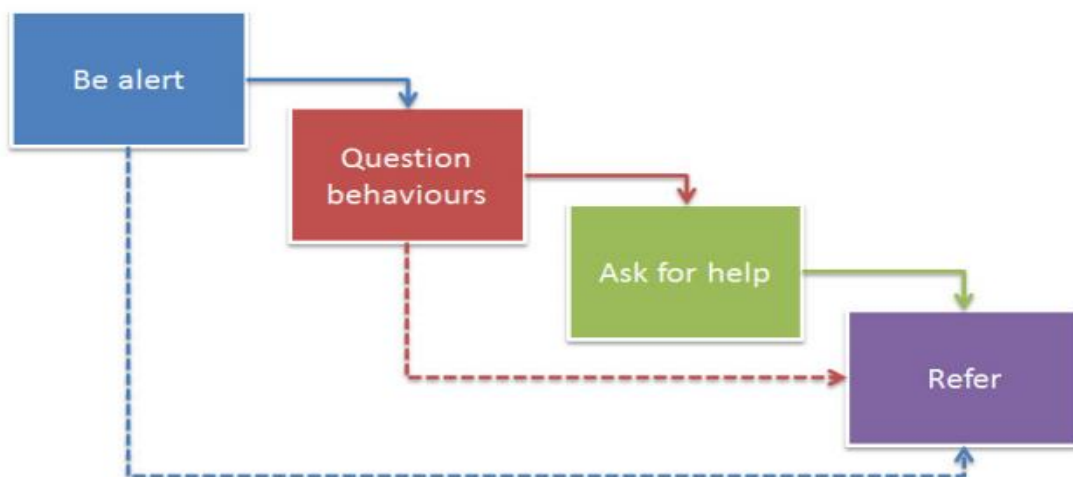 Be alert
Question
behaviours
Ask for help
Refer